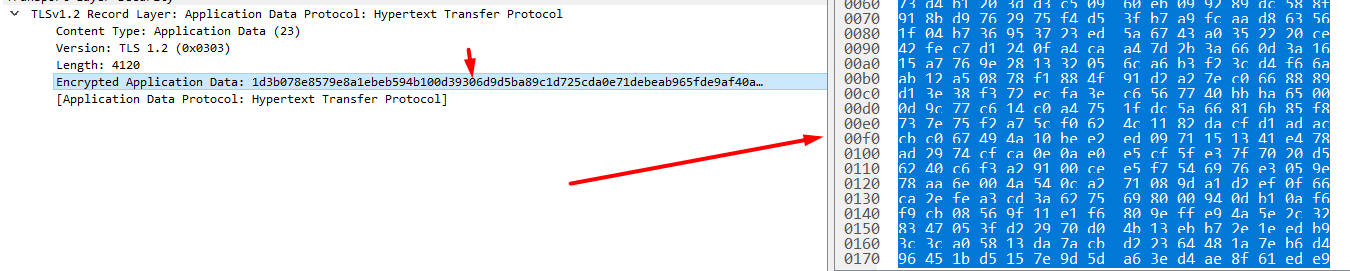 TLSv1.2 Record Layer: Application Data Protocol: Hypertext Transfer Protocol
Content Type: Application Data (23)
Version: TLS 1.2 (0x0303)
Length: 4120
Encrypted Application Data: 1d3b078e8579e8a1ebeb594b100d39306d9d5ba89c1d725cda0e71debeab965fde9af40a…
[Application Data Protocol: Hypertext Transfer Protocol]
0060
0070 91 8b d9 76 29 75 f4 d5 3f b7 a9 fc aa d8 63 56
0080 1f 04 b7 36 95 37 23 ed 5a 67 43 a0 35 22 20 ce
0090 42 fe c7 d1 24 0f a4 ca a4 7d 2b 3a 66 0d 3a 16
00a0 15 a7 76 9e 28 13 32 05 6c a6 b3 f2 3c d4 f6 6a
00b0 ab 12 a5 08 78 f1 88 4f 91 d2 a2 7e c0 66 88 89
00c0 d1 3e 38 f3 72 ec fa 3e c6 56 77 40 bb ba 65 00
00d0 0d 9c 77 c6 14 c0 a4 75 1f dc 5a 66 81 6b 85 f8
00e0 73 7e 75 f2 a7 5c f0 62 4c 11 82 da cf d1 ad ac
00f0 cb c0 67 49 4a 10 be e2 ed 09 71 15 13 41 e4 78
0100 ad 29 74 cf ca 0e 0a e0 e5 cf 5f e3 7f 70 20 d5
0110 62 40 c6 f3 a2 91 00 ce e5 f7 54 69 76 e3 05 9e
0120 78 aa 6e 00 4a 54 0c a2 71 08 9d a1 d2 ef 0f 66
0130 ca 2e fe a3 cd 3a 62 75 69 80 00 94 0d b1 0a f6
0140 f9 cb 08 56 9f 11 e1 f6 80 9e ff e9 4a 5e 2c 32
0150 83 47 05 3f d2 29 70 d0 4b 13 eb b7 2e 1e ed b9
0160 3c 3c a0 58 13 da 7a cb d2 23 64 48 1a 7e b6 d4
0170 96 45 1b d5 15 7e 9d 5d a6 3e d4 ae 8f 61 ed e9